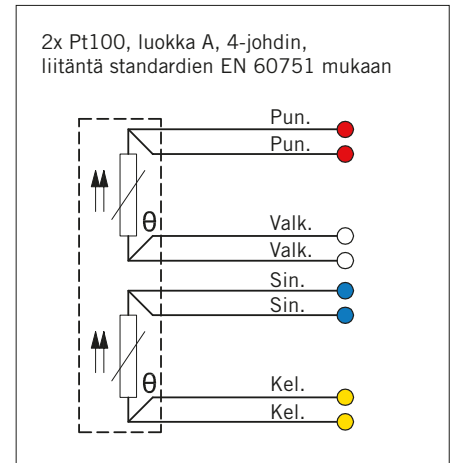 2x Pt100, luokka A, 4-johdin,
liitäntä standardien EN 60751 mukaan
Pun.
Pun.
θ
Valk.
Valk.
Sin.
Sin.
θ
Kel.
Kel.